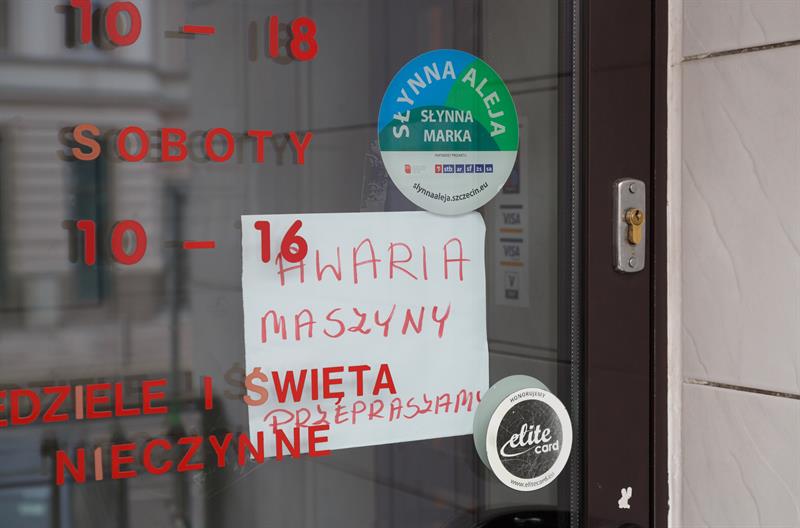 10 – 18
SOBOTY
10 – 16
EDZIELE I ŚWIĘTA
NIECZYNNE
AWARIA
MASZYNY
PRZEPRASZAMY
SŁYNNA ALEJA
SŁYNNA
MARKA
slynnaaleja.szczecin.eu
VISA
VISA
HONORUJEMY
elite
card
www.elitecard.eu